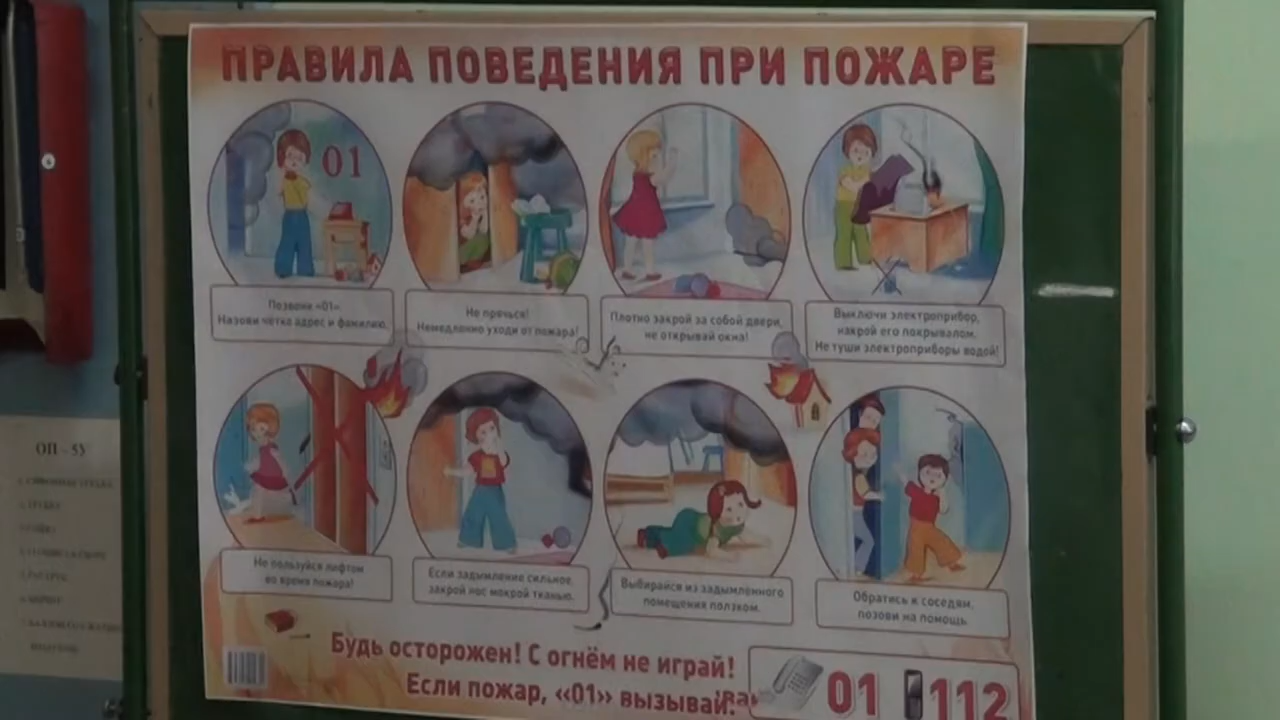 ПРАВИЛА ПОВЕДЕНИЯ ПРИ ПОЖАРЕ
01
Позвони «01».
Назови чётко адрес и фамилию.
Не прячься!
Немедленно уходи от пожара!
Плотно закрой за собой двери,
не открывай окна!
Выключи электроприбор,
накрой его покрывалом.
Не туши электроприборы водой!
Не пользуйся лифтом
во время пожара!
Если задымление сильное,
закрой нос мокрой тканью.
Выбирайся из задымлённого
помещения ползком.
Обратись к соседям,
позови на помощь.
Будь осторожен! С огнём не играй!
Если пожар, «01» вызывай!
01
112
ОП - 5У